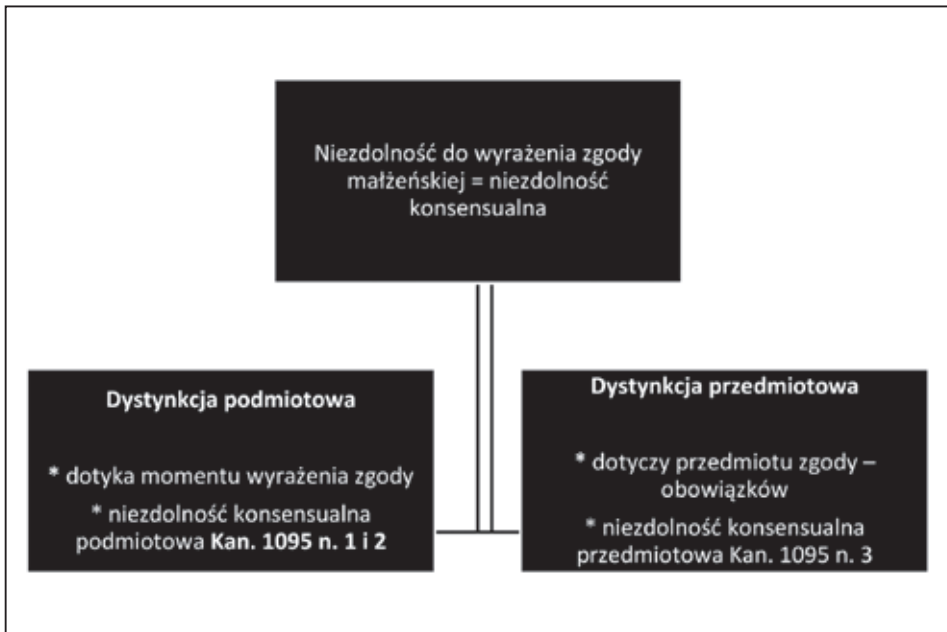 Niezdolność do wyrażenia zgody
małżeńskiej = niezdolność
konsensualna
Dystynkcja podmiotowa
* dotyka momentu wyrażenia zgody
* niezdolność konsensualna
podmiotowa Kan. 1095 n. 1 i 2
Dystynkcja przedmiotowa
* dotyczy przedmiotu zgody –
obowiązków
* niezdolność konsensualna
przedmiotowa Kan. 1095 n. 3